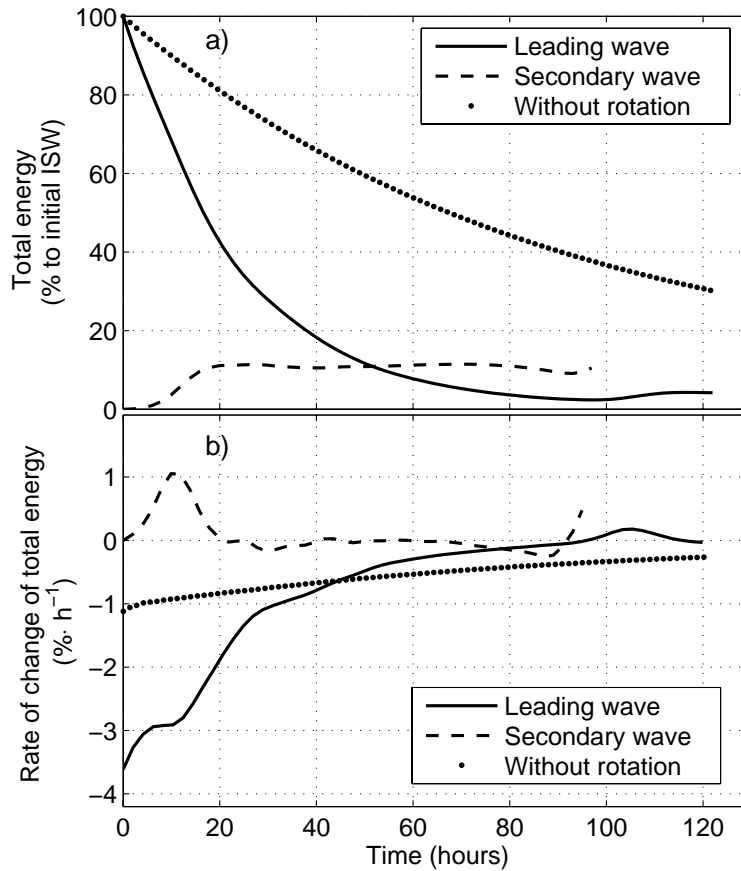 a)
Leading wave
Secondary wave
Without rotation
Total energy
(% to initial ISW)
100
80
60
40
20
0
b)
Rate of change of total energy
(%· h⁻¹)
1
0
−1
−2
−3
−4
Leading wave
Secondary wave
Without rotation
0 20 40 60 80 100 120
Time (hours)